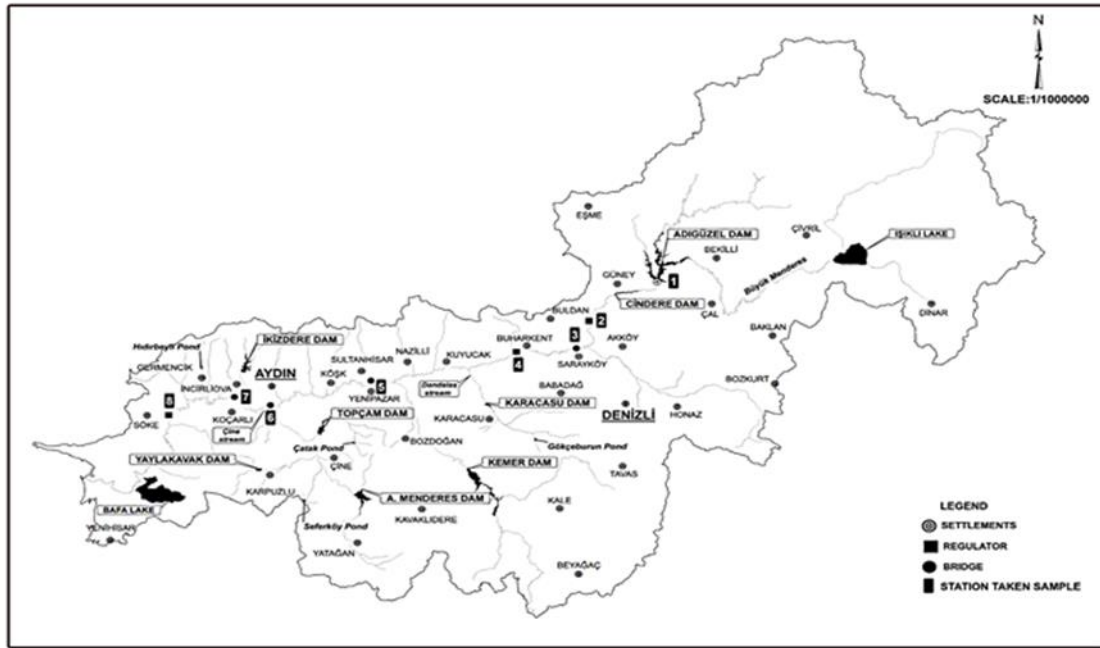 N
SCALE:1/1000000
EŞME
ADIGÜZEL DAM
ÇİVRİL
IŞIKLI LAKE
BEKİLLİ
GÜNEY
1
Büyük Menderes
CİNDERE DAM
ÇAL
DİNAR
BULDAN
2
BAKLAN
3
AKKÖY
BUHARKENT
SARAYKÖY
4
Hıdırbeyli Pond
İKİZDERE DAM
NAZİLLİ
KUYUCAK
SULTANHİSAR
GERMENCİK
AYDIN
KÖŞK
İNCİRLİOVA
7
5
YENİPAZAR
Dandalas
stream
BABADAĞ
BOZKURT
KARACASU DAM
DENİZLİ
HONAZ
8
SÖKE
KOÇARLI
6
Çine
stream
TOPÇAM DAM
KARACASU
BOZDOĞAN
Gökçeburun Pond
YAYLAKAVAK DAM
Çatak Pond
ÇİNE
KEMER DAM
TAVAS
KARPUZLU
A. MENDERES DAM
BAFA LAKE
KAVAKLIDERE
KALE
YENİHİSAR
Seferköy Pond
YATAĞAN
BEYAĞAÇ
LEGEND
SETTLEMENTS
REGULATOR
BRIDGE
STATION TAKEN SAMPLE